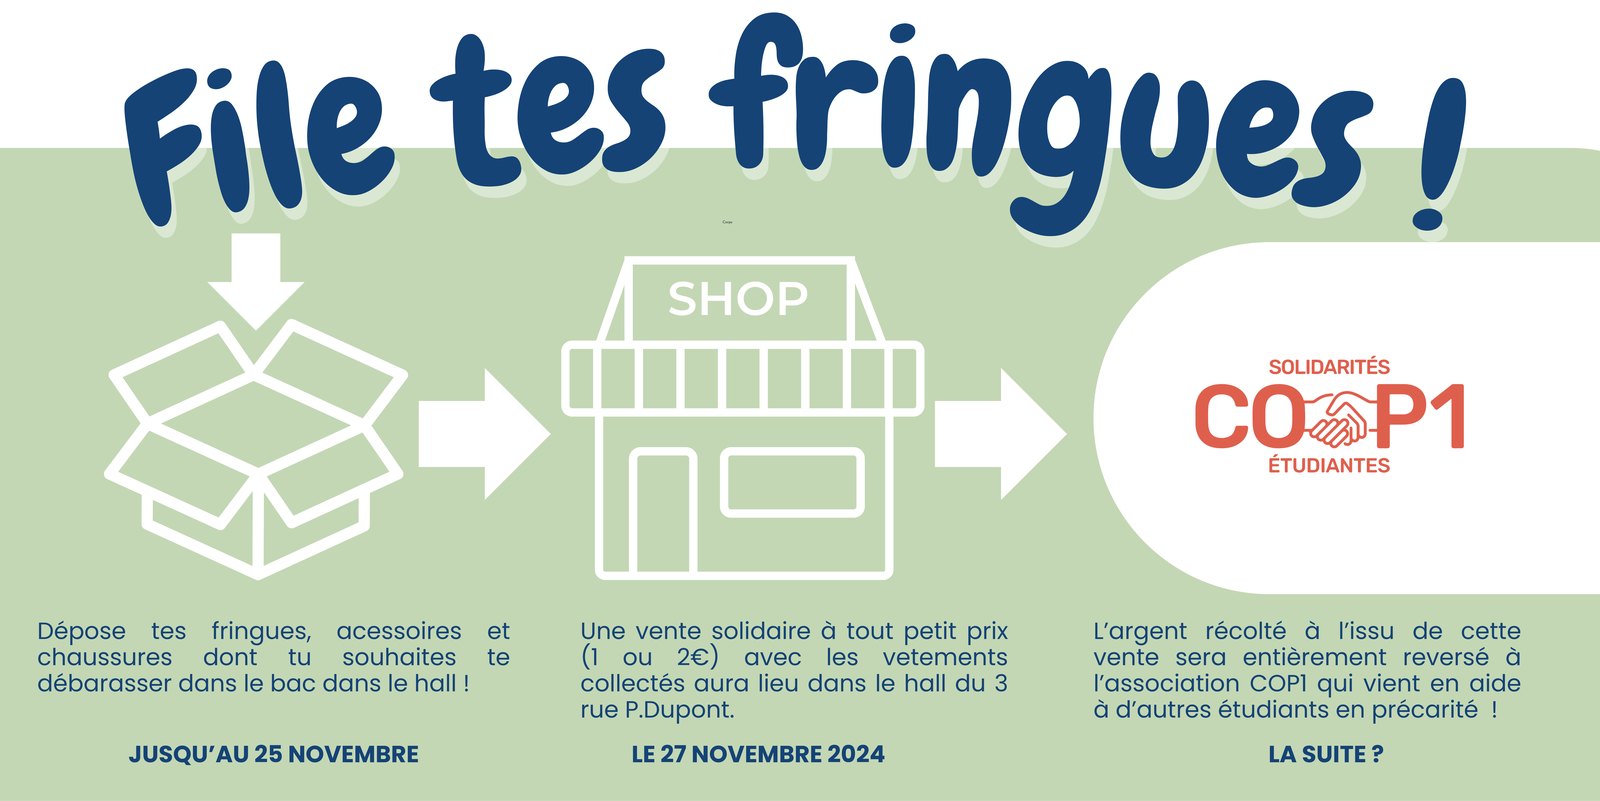 File tes fringues !
Corps
SHOP
SOLIDARITÉS
COP1
ÉTUDIANTES
Dépose tes fringues, acessoires et
chaussures dont tu souhaites te
débarasser dans le bac dans le hall !
JUSQU'AU 25 NOVEMBRE
Une vente solidaire à tout petit prix
(1 ou 2€) avec les vetements
collectés aura lieu dans le hall du 3
rue P.Dupont.
LE 27 NOVEMBRE 2024
L'argent récolté à l'issu de cette
vente sera entièrement reversé à
l'association COP1 qui vient en aide
à d'autres étudiants en précarité !
LA SUITE ?